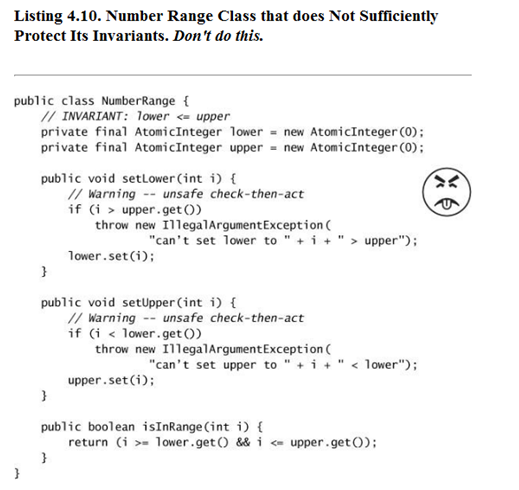 Listing 4.10. Number Range Class that does Not Sufficiently
Protect Its Invariants. Don't do this.
public class NumberRange {
// INVARIANT: lower <= upper
private final AtomicInteger lower = new AtomicInteger(0);
private final AtomicInteger upper = new AtomicInteger(0);
public void setLower(int i) {
// Warning -- unsafe check-then-act
if (i > upper.get())
throw new IllegalArgumentException(
"can't set lower to " + i + " > upper");
lower.set(i);
}
public void setUpper(int i) {
// Warning -- unsafe check-then-act
if (i < lower.get())
throw new IllegalArgumentException(
"can't set upper to " + i + " < lower");
upper.set(i);
}
public boolean isInRange(int i) {
return (i >= lower.get() && i <= upper.get());
}
}